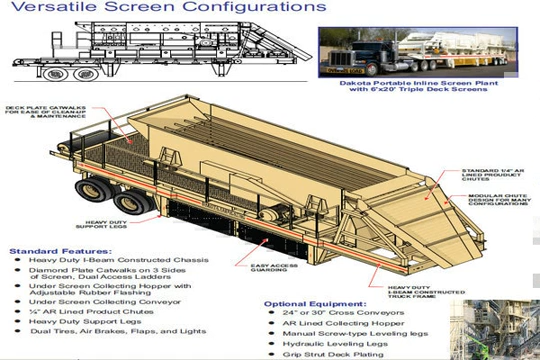 Versatile Screen Configurations
Dakota Portable Inline Screen Plant
with 6'x20' Triple Deck Screens
DECK PLATE CATWALKS
FOR EASE OF CLEAN-UP
& MAINTENANCE
STANDARD 1/4" AR
LINED PROUDUCT
CHUTES
MODULAR CHUTE
DESIGN FOR MANY
CONFIGURATIONS
HEAVY DUTY
SUPPORT LEGS
EASY ACCESS
GUARDING
HEAVY DUTY
I-BEAM CONSTRUCTED
TRUCK FRAME
Standard Features:
• Heavy Duty I-Beam Constructed Chassis
• Diamond Plate Catwalks on 3 Sides
of Screen, Dual Access Ladders
• Under Screen Collecting Hopper with
Adjustable Rubber Flashing
• Under Screen Collecting Conveyor
• ¼" AR Lined Product Chutes
• Heavy Duty Support Legs
• Dual Tires, Air Brakes, Flaps, and Lights
Optional Equipment:
• 24" or 30" Cross Conveyors
• AR Lined Collecting Hopper
• Manual Screw-type Leveling legs
• Hydraulic Leveling Legs
• Grip Strut Deck Plating